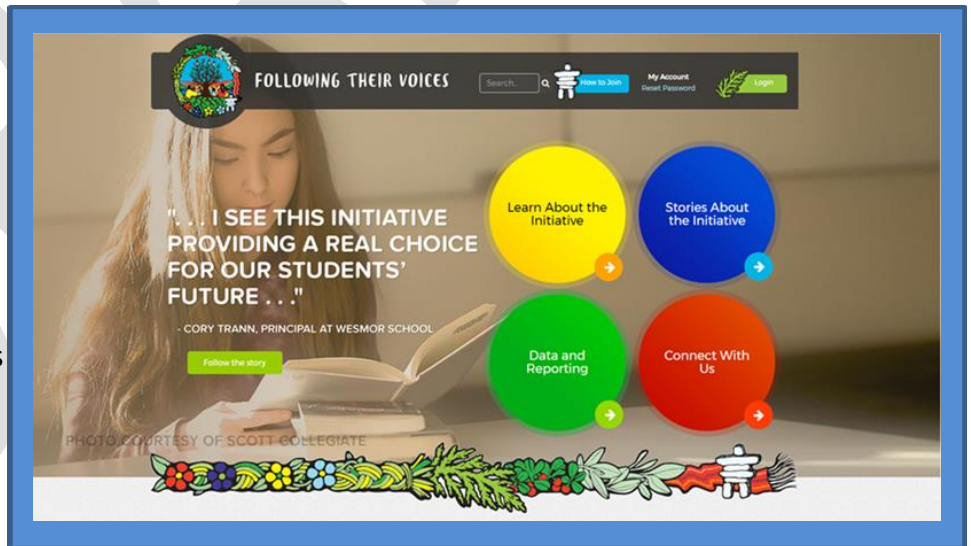 FOLLOWING THEIR VOICES
Search...
How to Join
My Account
Reset Password
Login
". . . I SEE THIS INITIATIVE
PROVIDING A REAL CHOICE
FOR OUR STUDENTS'
FUTURE . . ."
- CORY TRANN, PRINCIPAL AT WESMOR SCHOOL
Follow the story
Learn About the
Initiative
Stories About
the Initiative
Data and
Reporting
Connect With
Us
s
PHOTO COURTESY OF SCOTT COLLEGIATE